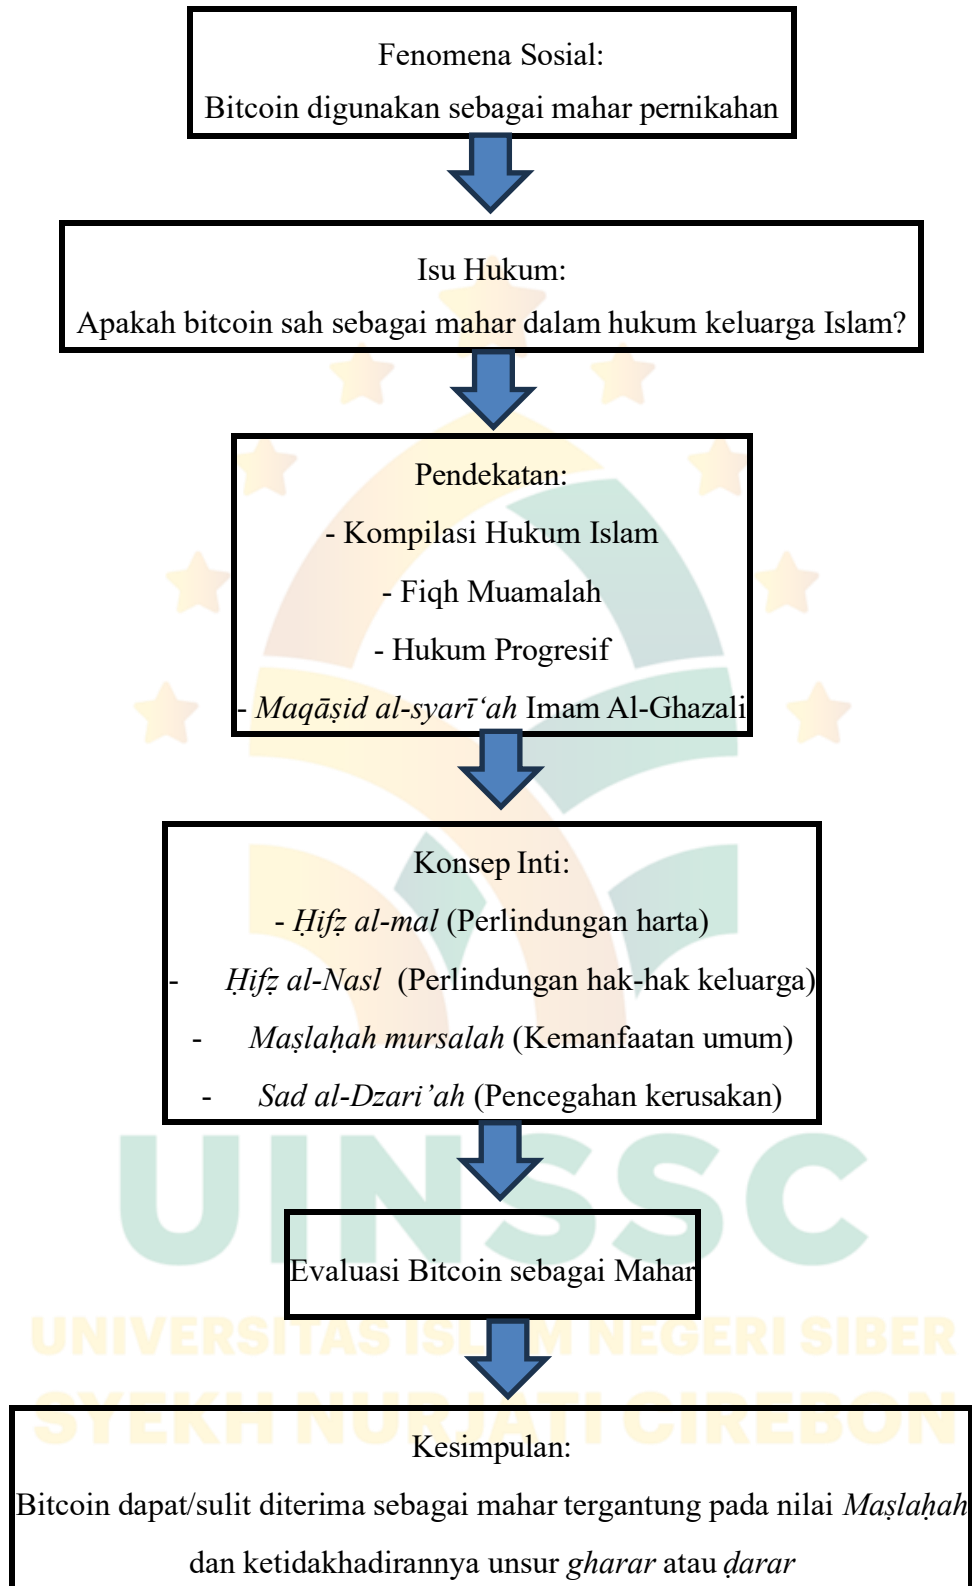 Fenomena Sosial:
Bitcoin digunakan sebagai mahar pernikahan
Isu Hukum:
Apakah bitcoin sah sebagai mahar dalam hukum keluarga Islam?
Pendekatan:
- Kompilasi Hukum Islam
- Fiqh Muamalah
- Hukum Progresif
- Maqāṣid al-syarī‘ah Imam Al-Ghazali
Konsep Inti:
- Ḥifẓ al-mal (Perlindungan harta)
- Ḥifẓ al-Nasl (Perlindungan hak-hak keluarga)
- Maṣlaḥah mursalah (Kemanfaatan umum)
- Sad al-Dzari’ah (Pencegahan kerusakan)
UINSSC
Evaluasi Bitcoin sebagai Mahar
UNIVERSITAS ISLAM NEGERI SIBER
SYEKH NURJATI CIREBON
Kesimpulan:
Bitcoin dapat/sulit diterima sebagai mahar tergantung pada nilai Maṣlaḥah
dan ketidakhadirannya unsur gharar atau ḍarar